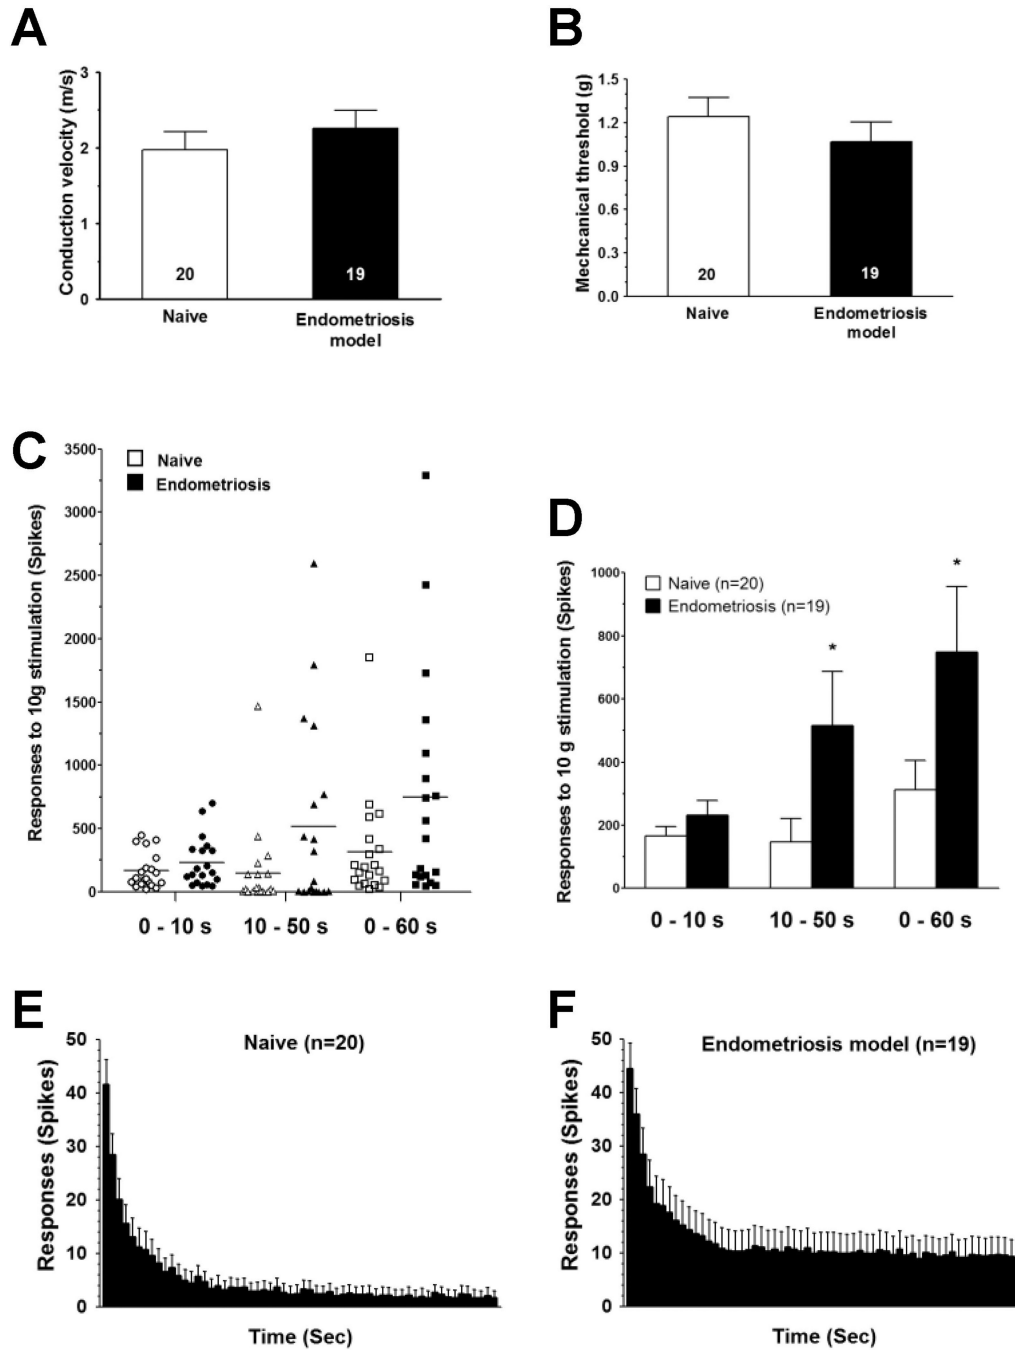 A
Conduction velocity (m/s)
3
2
1
0
20
19
Naive
Endometriosis
model
B
Mechcanical threshold (g)
1.5
1.2
0.9
0.6
0.3
0.0
20
19
Naive
Endometriosis
model
C
Responses to 10g stimulation (Spikes)
3500
3000
2500
2000
1500
1000
500
0
Naive
Endometriosis
0 - 10 s
10 - 50 s
0 - 60 s
D
Responses to 10 g stimulation (Spikes)
1000
800
600
400
200
0
Naive (n=20)
Endometriosis (n=19)
*
*
0 - 10 s
10 - 50 s
0 - 60 s
E
Responses (Spikes)
50
40
30
20
10
0
Naive (n=20)
Time (Sec)
F
Responses (Spikes)
50
40
30
20
10
0
Endometriosis model (n=19)
Time (Sec)